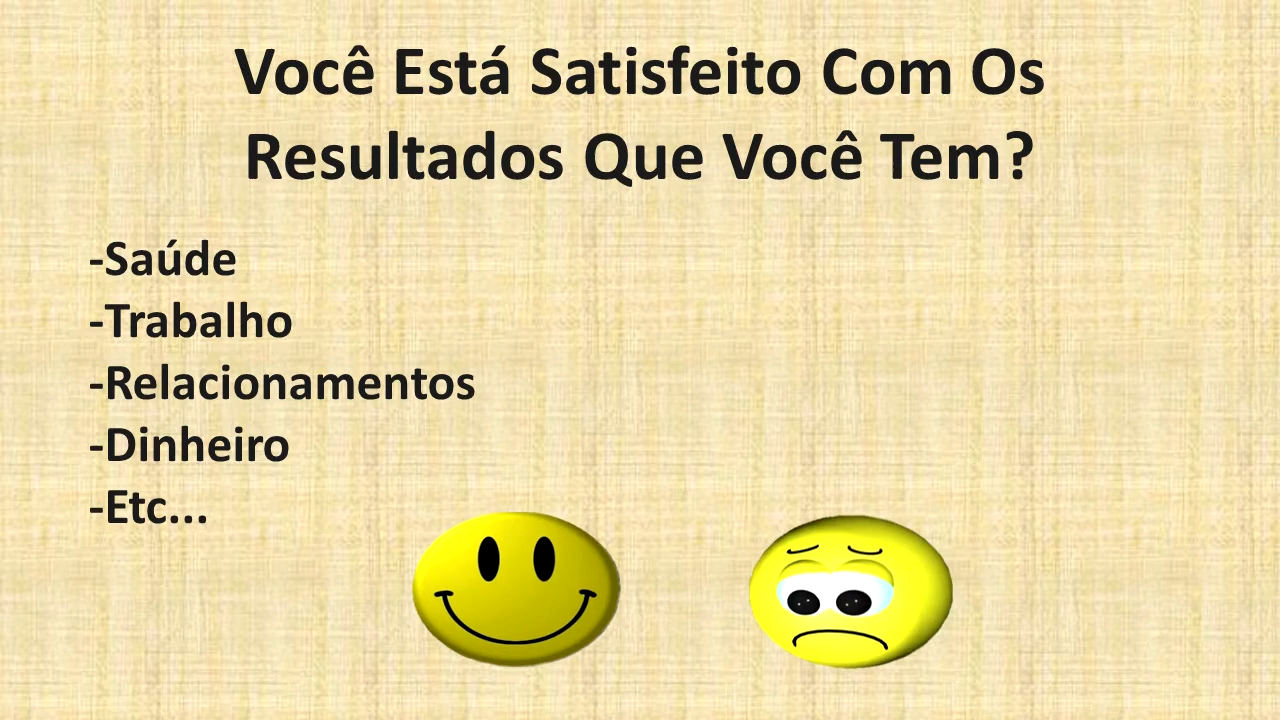 Você Está Satisfeito Com Os
Resultados Que Você Tem?
-Saúde
-Trabalho
-Relacionamentos
-Dinheiro
-Etc...